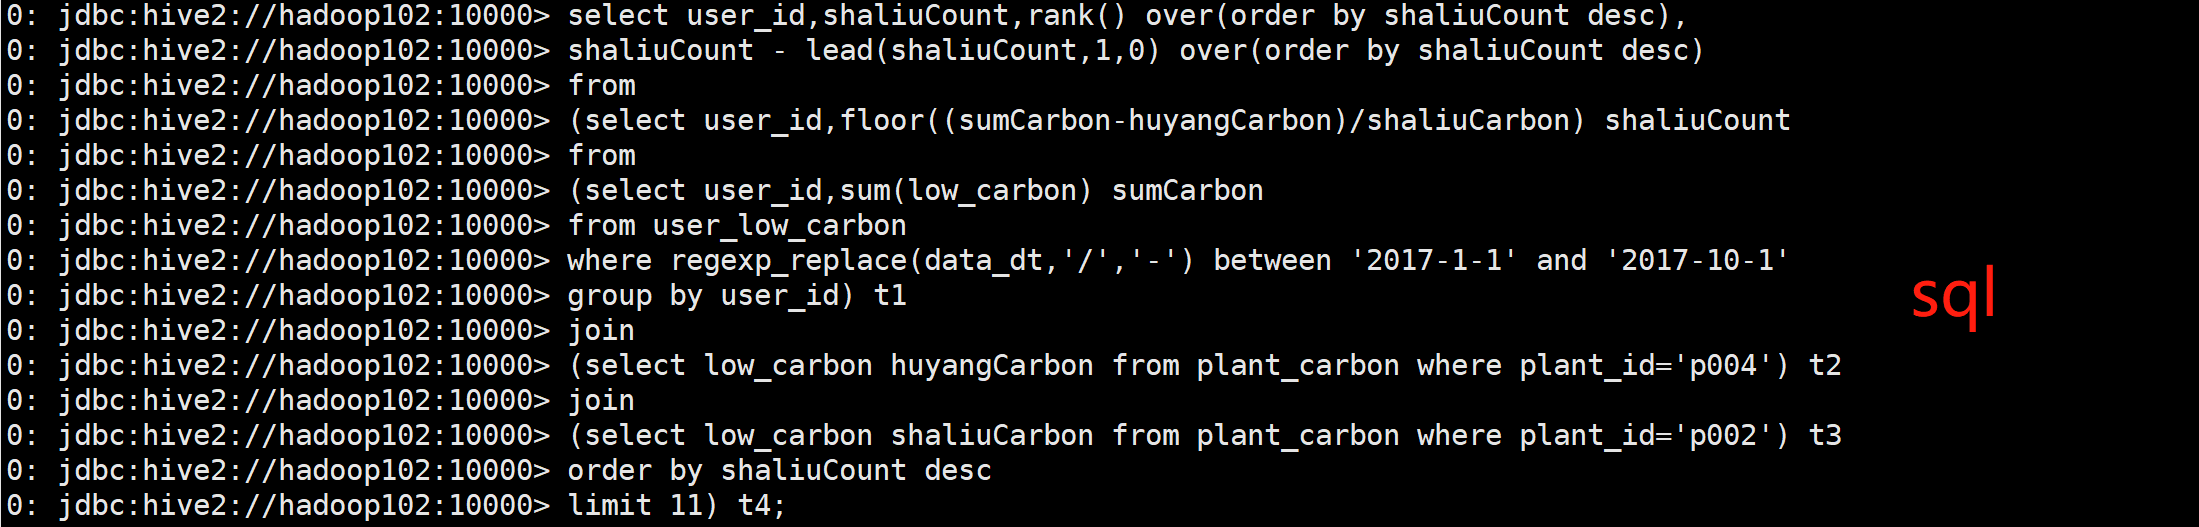 0: jdbc:hive2://hadoop102:10000> select user_id,shaliuCount,rank() over(order by shaliuCount desc),
0: jdbc:hive2://hadoop102:10000> shaliuCount - lead(shaliuCount,1,0) over(order by shaliuCount desc)
0: jdbc:hive2://hadoop102:10000> from
0: jdbc:hive2://hadoop102:10000> (select user_id,floor((sumCarbon-huyangCarbon)/shaliuCarbon) shaliuCount
0: jdbc:hive2://hadoop102:10000> from
0: jdbc:hive2://hadoop102:10000> (select user_id,sum(low_carbon) sumCarbon
0: jdbc:hive2://hadoop102:10000> from user_low_carbon
0: jdbc:hive2://hadoop102:10000> where regexp_replace(data_dt,'/','-') between '2017-1-1' and '2017-10-1'
0: jdbc:hive2://hadoop102:10000> group by user_id) t1
sql
0: jdbc:hive2://hadoop102:10000> join
0: jdbc:hive2://hadoop102:10000> (select low_carbon huyangCarbon from plant_carbon where plant_id='p004') t2
0: jdbc:hive2://hadoop102:10000> join
0: jdbc:hive2://hadoop102:10000> (select low_carbon shaliuCarbon from plant_carbon where plant_id='p002') t3
0: jdbc:hive2://hadoop102:10000> order by shaliuCount desc
0: jdbc:hive2://hadoop102:10000> limit 11) t4;